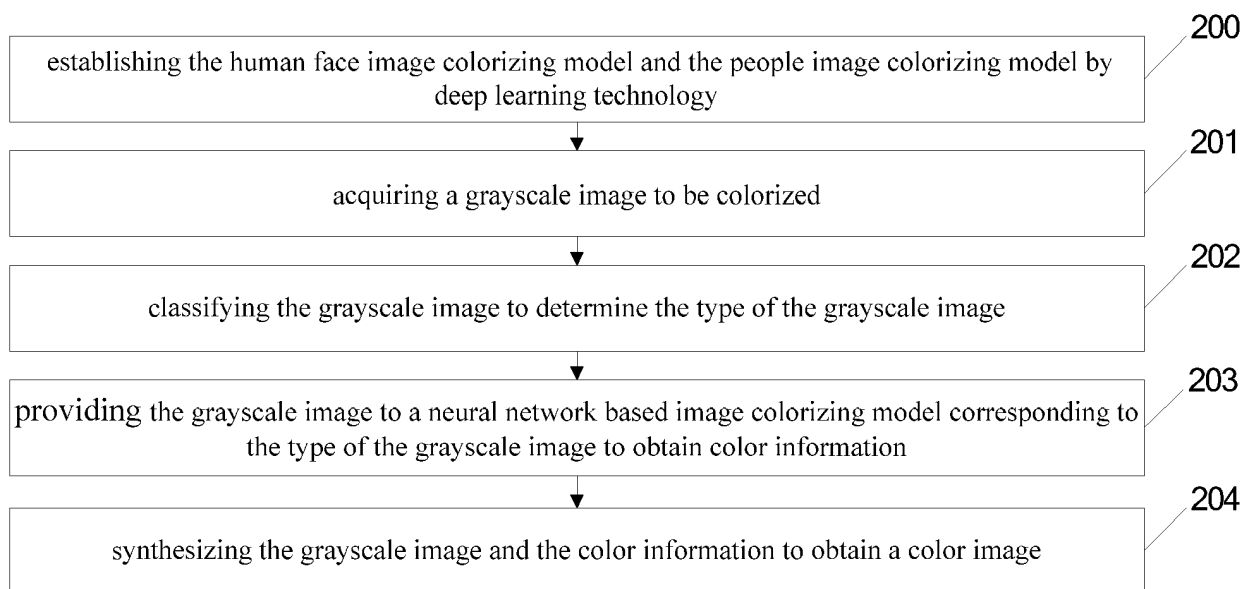 200
establishing the human face image colorizing model and the people image colorizing model by
deep learning technology
201
acquiring a grayscale image to be colorized
202
classifying the grayscale image to determine the type of the grayscale image
203
providing the grayscale image to a neural network based image colorizing model corresponding to
the type of the grayscale image to obtain color information
204
synthesizing the grayscale image and the color information to obtain a color image